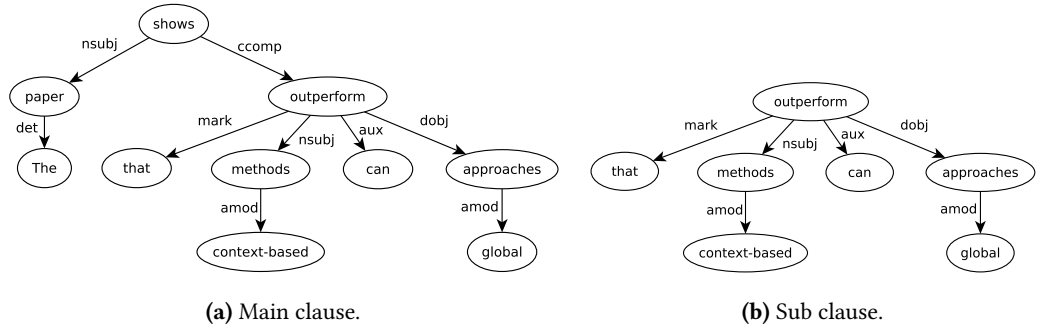 shows
nsubj ccomp
paper outperform
det mark nsubj aux dobj
The that methods can approaches
amod amod
context-based global
(a) Main clause.
outperform
mark nsubj aux dobj
that methods can approaches
amod amod
context-based global
(b) Sub clause.